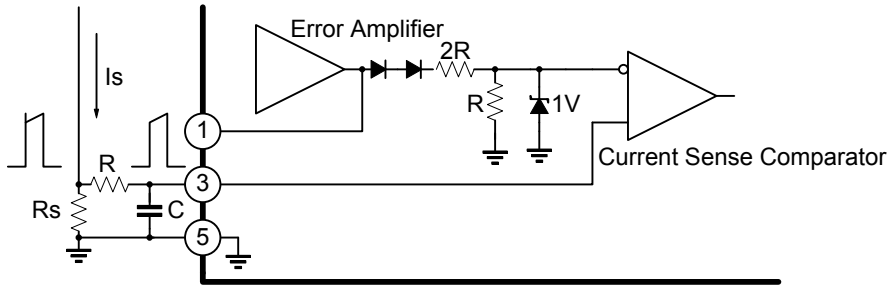 Error Amplifier
2R
Is
R
1V
1
Current Sense Comparator
R
3
Rs
C
5